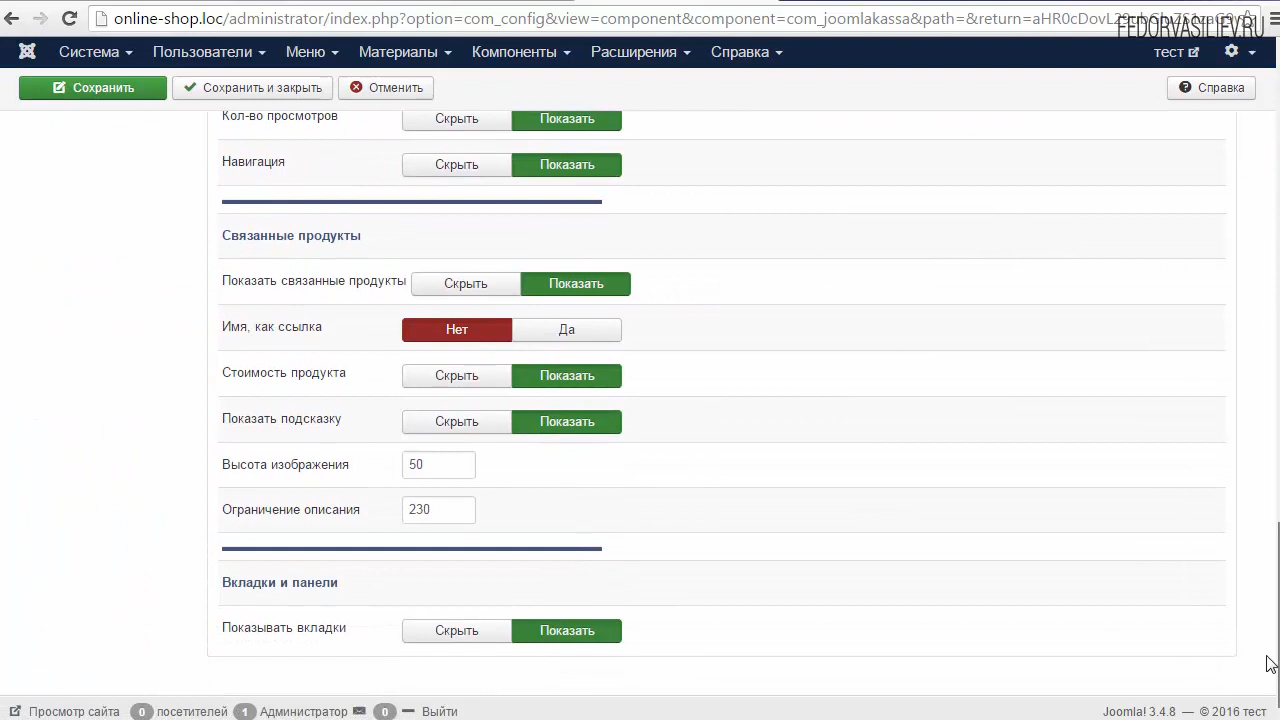 online-shop.loc/administrator/index.php?option=com_config&view=component&component=com_joomlakassa&path=&return=
FEDORVASILIEV.RU
Система Пользователи Меню Материалы Компоненты Расширения Справка тест
Сохранить Сохранить и закрыть Отменить Справка
Кол-во просмотров Скрыть Показать
Навигация Скрыть Показать
Связанные продукты
Показать связанные продукты Скрыть Показать
Имя, как ссылка Нет Да
Стоимость продукта Скрыть Показать
Показать подсказку Скрыть Показать
Высота изображения 50
Ограничение описания 230
Вкладки и панели
Показывать вкладки Скрыть Показать
Просмотр сайта 0 посетителей 1 Администратор 0 Выйти Joomla! 3.4.8 — © 2016 тест